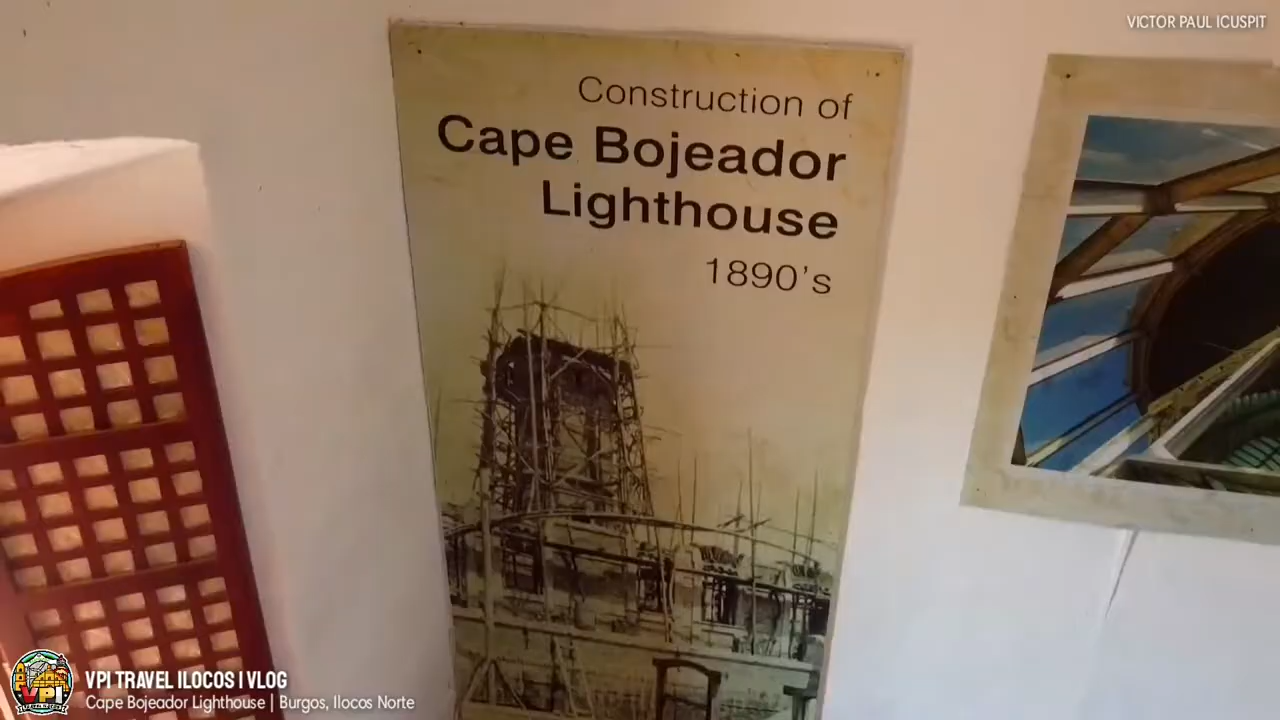 VICTOR PAUL ICUSPIT
Construction of
Cape Bojeador
Lighthouse
1890's
VPI
VPI TRAVEL ILOCOS | VLOG
Cape Bojeador Lighthouse | Burgos, Ilocos Norte